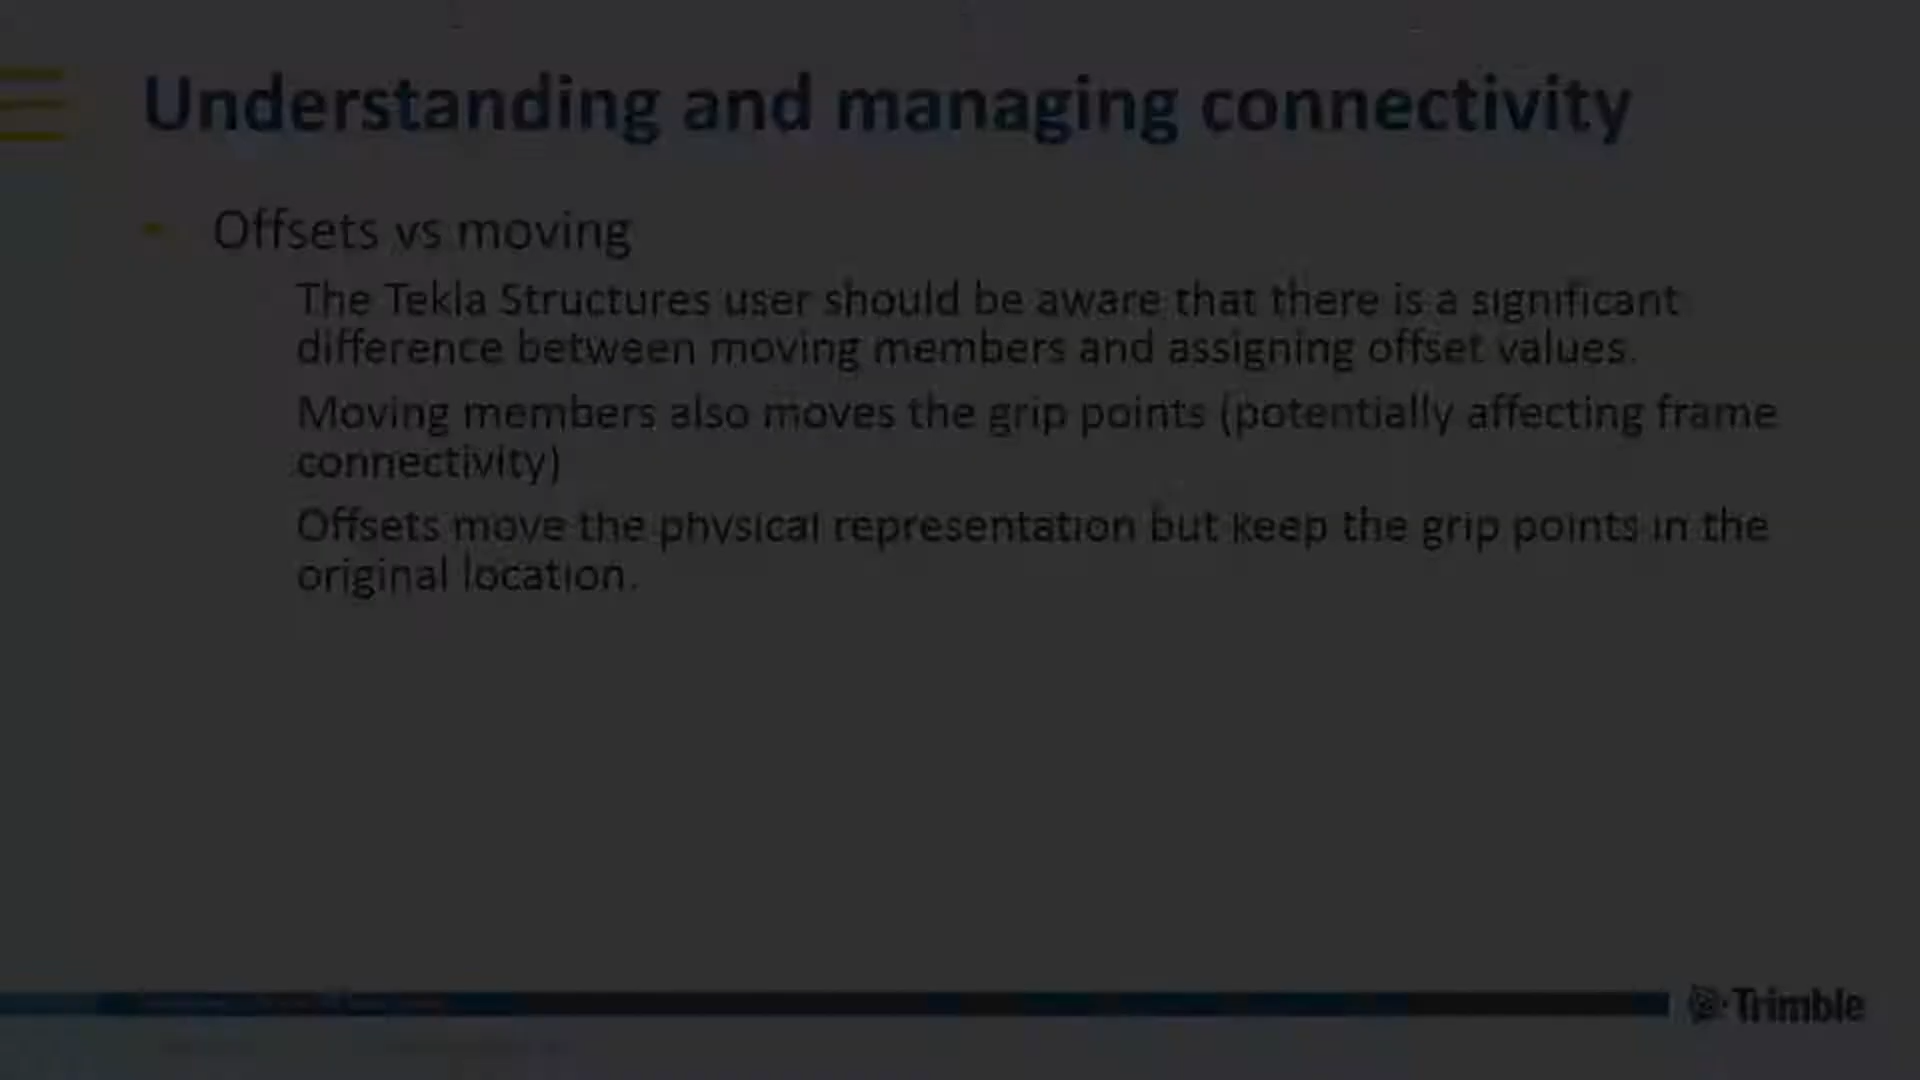 Understanding and managing connectivity
Offsets vs moving
The Tekla Structures user should be aware that there is a significant
difference between moving members and assigning offset values.
Moving members also moves the grip points (potentially affecting frame
connectivity)
Offsets move the physical representation but keep the grip points in the
original location.
Trimble